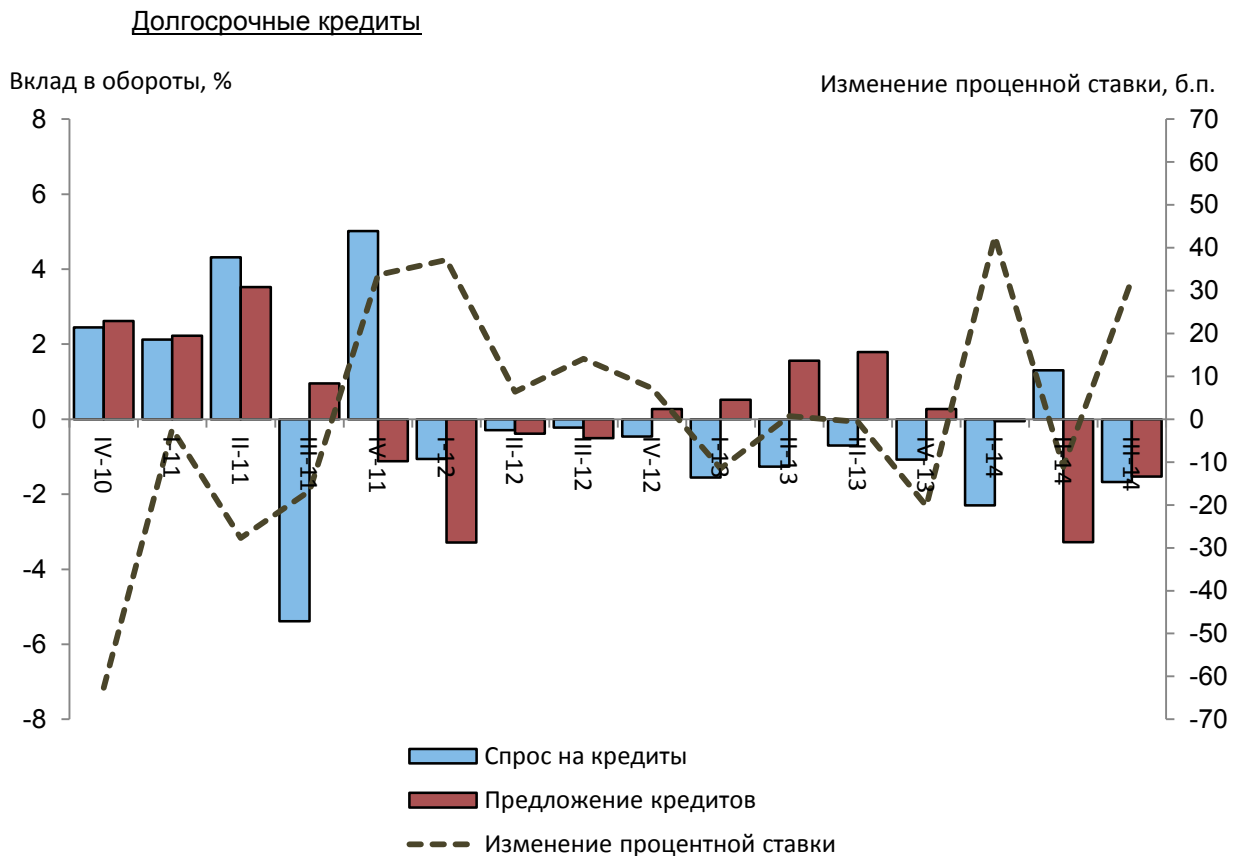 Долгосрочные кредиты
Вклад в обороты, %
Изменение проценной ставки, б.п.
8
6
4
2
0
-2
-4
-6
-8
70
60
50
40
30
20
10
0
-10
-20
-30
-40
-50
-60
-70
IV-10
I-11
II-11
III-11
IV-11
I-12
II-12
III-12
IV-12
I-13
II-13
III-13
IV-13
I-14
II-14
III-14
Спрос на кредиты
Предложение кредитов
Изменение процентной ставки